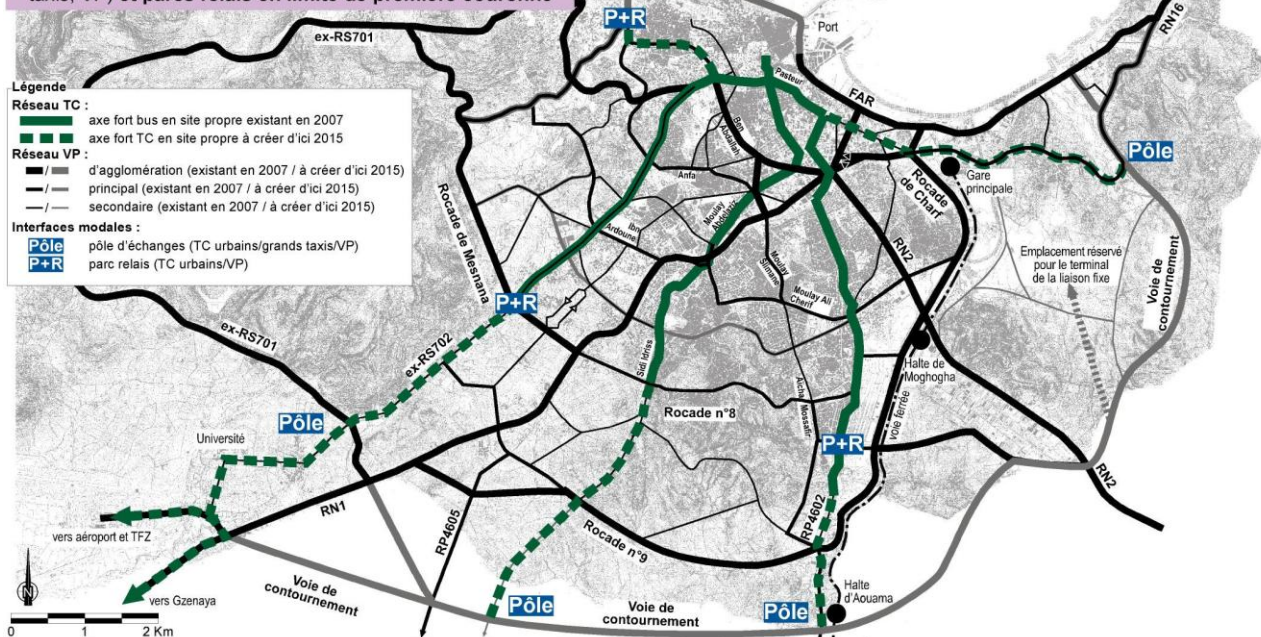 taxis, VP) et parcs relais en limite de première couronne
P+R
ex-RS701
Port
RN16
Légende
Réseau TC :
axe fort bus en site propre existant en 2007
axe fort TC en site propre à créer d'ici 2015
Réseau VP :
d'agglomération (existant en 2007 / à créer d'ici 2015)
principal (existant en 2007 / à créer d'ici 2015)
secondaire (existant en 2007 / à créer d'ici 2015)
Interfaces modales :
Pôle pôle d'échanges (TC urbains/grands taxis/VP)
P+R parc relais (TC urbains/VP)
Pasteur
FAR
Ben
Abdallah
Pôle
Gare
principale
Anfa
Rocade
de Charf
Rocade de Mesnana
Moulay
Abdelaziz
Ibn
Ardoune
RN2
Moulay
Slimane
Emplacement réservé
pour le terminal
de la liaison fixe
Voie de
contournement
Moulay Ali
Cherif
P+R
ex-RS701
ex-RS702
Sidi Idriss
Halte de
Moghogha
Aicha Mossafir
Rocade n°8
voie ferrée
Pôle
P+R
Université
RN2
RN1
RP4605
RP4602
vers aéroport et TFZ
Rocade n°9
N
Voie de
contournement
Halte
d'Aouama
vers Gzenaya
Pôle
Voie de
contournement
Pôle
0 1 2 Km